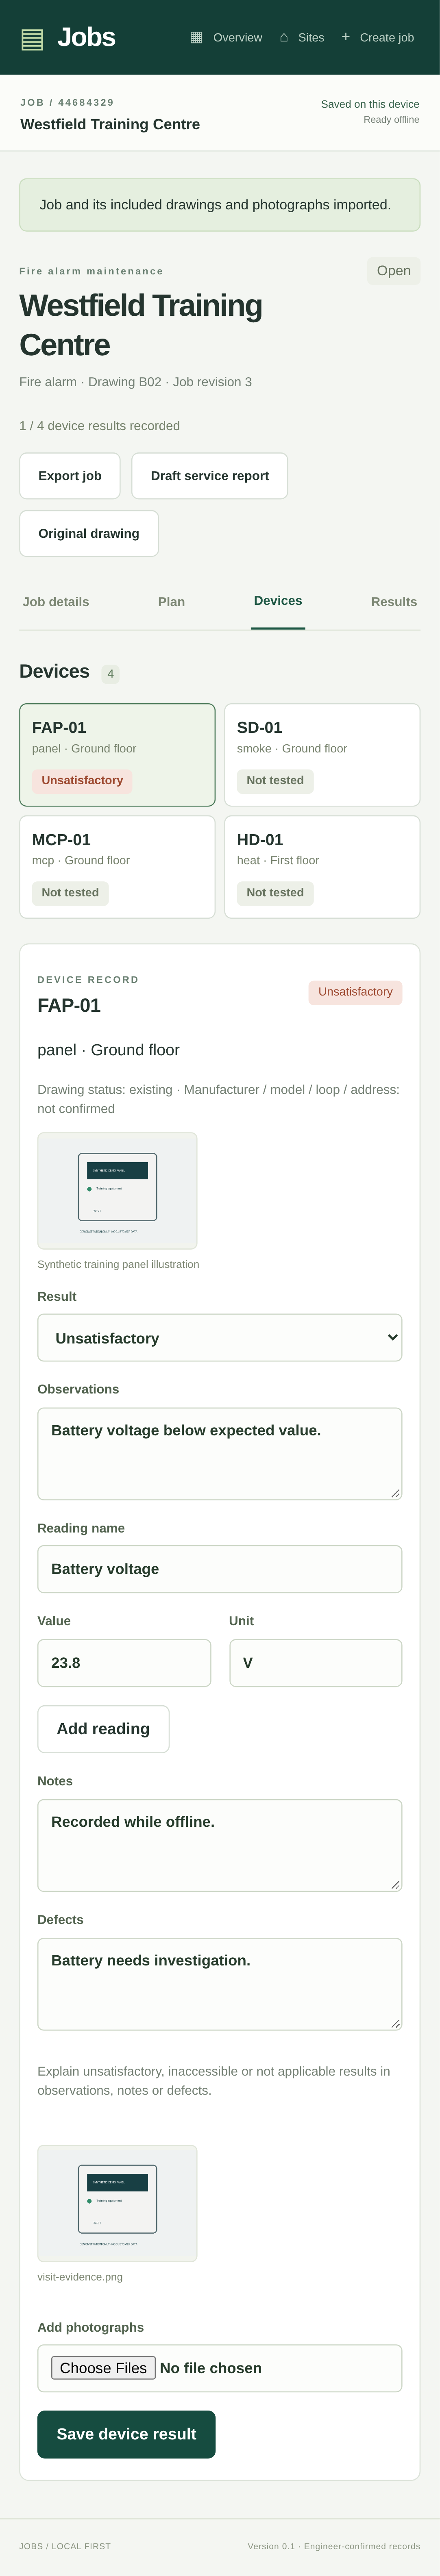 Jobs
Overview
Sites
+ Create job
JOB / 44684329
Westfield Training Centre
Saved on this device
Ready offline
Job and its included drawings and photographs imported.
Fire alarm maintenance
Open
Westfield Training
Centre
Fire alarm · Drawing B02 · Job revision 3
1 / 4 device results recorded
Export job
Draft service report
Original drawing
Job details
Plan
Devices
Results
Devices 4
FAP-01
panel · Ground floor
Unsatisfactory
SD-01
smoke · Ground floor
Not tested
MCP-01
mcp · Ground floor
Not tested
HD-01
heat · First floor
Not tested
DEVICE RECORD
FAP-01
Unsatisfactory
panel · Ground floor
Drawing status: existing · Manufacturer / model / loop / address:
not confirmed
Synthetic training panel illustration
Result
Unsatisfactory
Observations
Battery voltage below expected value.
Reading name
Battery voltage
Value
Unit
23.8
V
Add reading
Notes
Recorded while offline.
Defects
Battery needs investigation.
Explain unsatisfactory, inaccessible or not applicable results in
observations, notes or defects.
visit-evidence.png
Add photographs
Choose Files No file chosen
Save device result
JOBS / LOCAL FIRST
Version 0.1 · Engineer-confirmed records